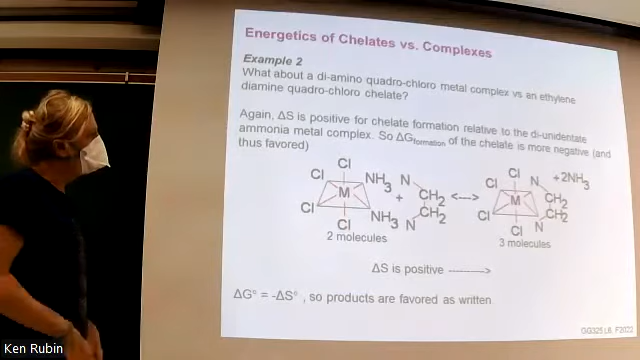 Energetics of Chelates vs. Complexes
Example 2
What about a di-amino quadro-chloro metal complex vs an ethylene
diamine quadro-chloro chelate?
Again, ΔS is positive for chelate formation relative to the di-unidentate
ammonia metal complex. So ΔGformation of the chelate is more negative (and
thus favored)
Cl Cl NH3 N Cl Cl N +2NH3
M + CH2 <---> M CH2
Cl Cl NH3 N CH2 Cl Cl N CH2
2 molecules 3 molecules
ΔS is positive ---------->
ΔG° = -ΔS° , so products are favored as written
GG325 L8, F2022
Ken Rubin